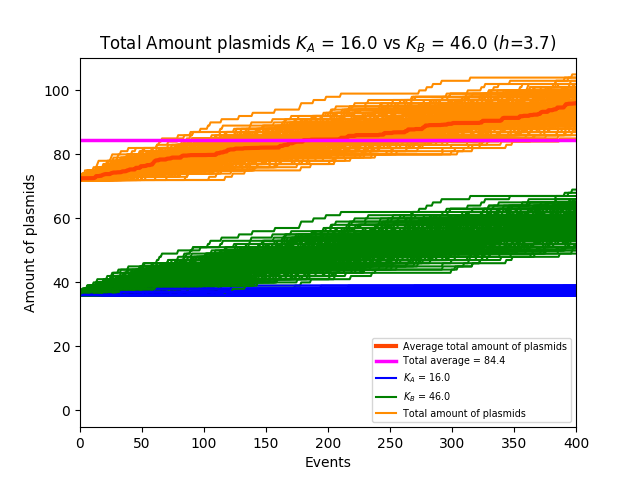 Total Amount plasmids K_A = 16.0 vs K_B = 46.0 (h=3.7)
Amount of plasmids
100
80
60
40
20
0
Average total amount of plasmids
Total average = 84.4
K_A = 16.0
K_B = 46.0
Total amount of plasmids
0 50 100 150 200 250 300 350 400
Events